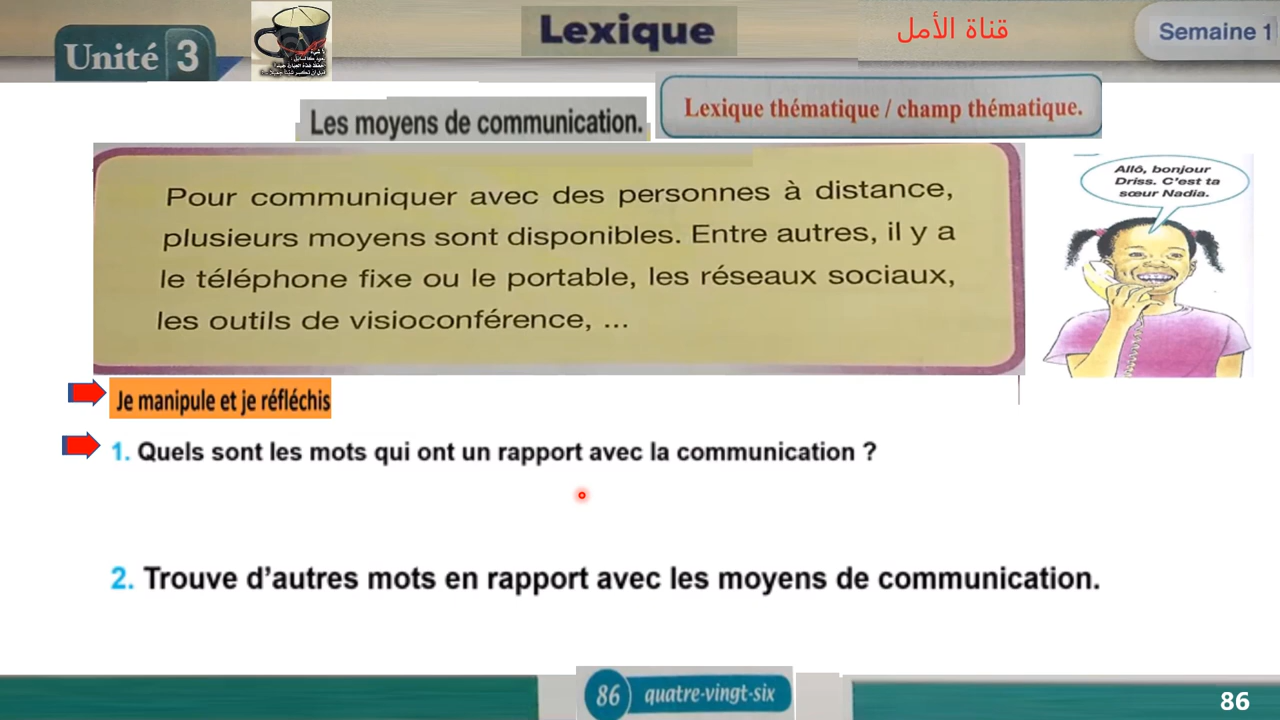 Unité 3
Lexique
قناة الأمل
Semaine 1
Les moyens de communication.
Lexique thématique / champ thématique.
Pour communiquer avec des personnes à distance,
plusieurs moyens sont disponibles. Entre autres, il y a
le téléphone fixe ou le portable, les réseaux sociaux,
les outils de visioconférence, ...
Allô, bonjour
Driss. C'est ta
sœur Nadia.
Je manipule et je réfléchis
1. Quels sont les mots qui ont un rapport avec la communication ?
2. Trouve d'autres mots en rapport avec les moyens de communication.
86 quatre-vingt-six
86